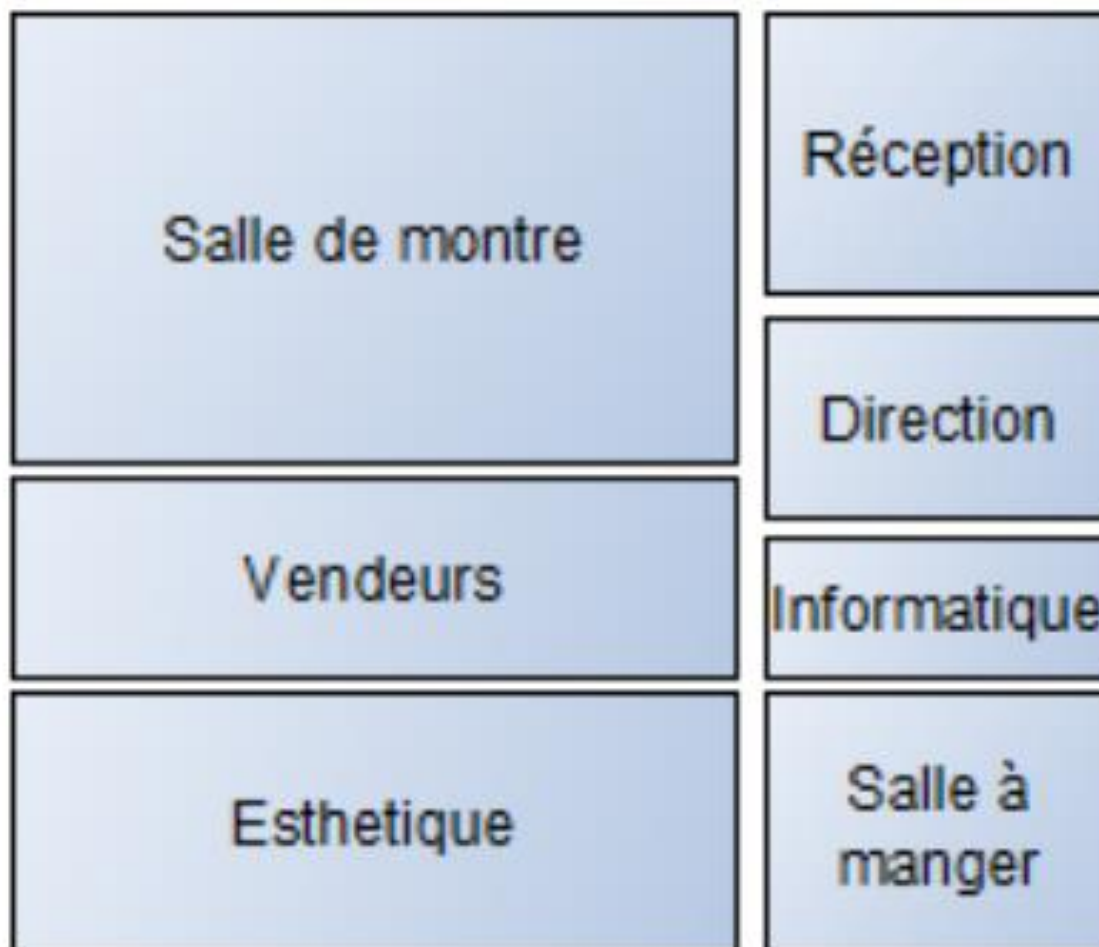 Salle de montre
Réception
Direction
Vendeurs
Informatique
Esthetique
Salle à
manger